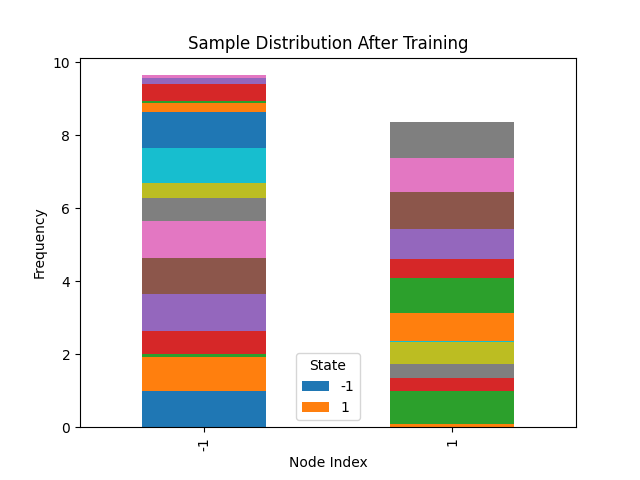 Sample Distribution After Training
Frequency
10
8
6
4
2
0
State
-1
1
-1
1
Node Index